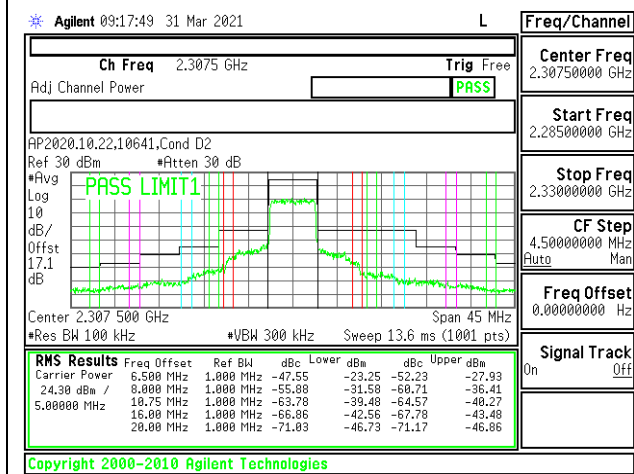 Agilent 09:17:49 31 Mar 2021 L
Freq/Channel
Ch Freq 2.3075 GHz Trig Free
Adj Channel Power PASS
AP2020.10.22,10641,Cond D2
Ref 30 dBm #Atten 30 dB
#Avg
Log
10
dB/
Offst
17.1
dB
PASS LIMIT1
Center 2.307 500 GHz Span 45 MHz
#Res BW 100 kHz #VBW 300 kHz Sweep 13.6 ms (1001 pts)
RMS Results Freq Offset Ref BW dBc Lower dBm dBc Upper dBm
Carrier Power 6.500 MHz 1.000 MHz -47.55 -23.25 -52.23 -27.93
24.30 dBm / 8.000 MHz 1.000 MHz -55.88 -31.58 -60.71 -36.41
5.00000 MHz 10.75 MHz 1.000 MHz -63.78 -39.48 -64.57 -40.27
16.00 MHz 1.000 MHz -66.86 -42.56 -67.78 -43.48
20.00 MHz 1.000 MHz -71.03 -46.73 -71.17 -46.86
Center Freq
2.30750000 GHz
Start Freq
2.28500000 GHz
Stop Freq
2.33000000 GHz
CF Step
4.50000000 MHz
Auto Man
Freq Offset
0.00000000 Hz
Signal Track
On Off
Copyright 2000-2010 Agilent Technologies